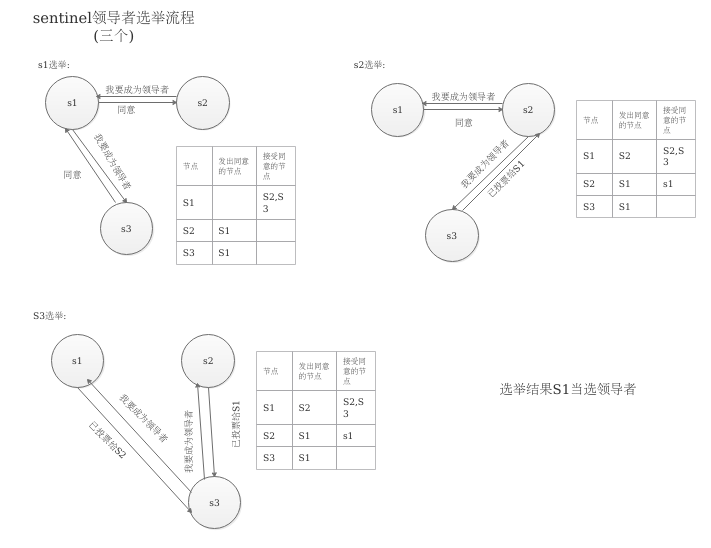 sentinel领导者选举流程
(三个)
s1选举:
s1
s2
s3
我要成为领导者
同意
我要成为领导者
同意
节点 发出同意的节点 接受同意的节点
S1 S2,S3
S2 S1
S3 S1
s2选举:
s1
s2
s3
我要成为领导者
同意
我要成为领导者
已投票给S1
节点 发出同意的节点 接受同意的节点
S1 S2 S2,S3
S2 S1 s1
S3 S1
S3选举:
s1
s2
s3
我要成为领导者
已投票给S2
我要成为领导者
已投票给S1
节点 发出同意的节点 接受同意的节点
S1 S2 S2,S3
S2 S1 s1
S3 S1
选举结果S1当选领导者